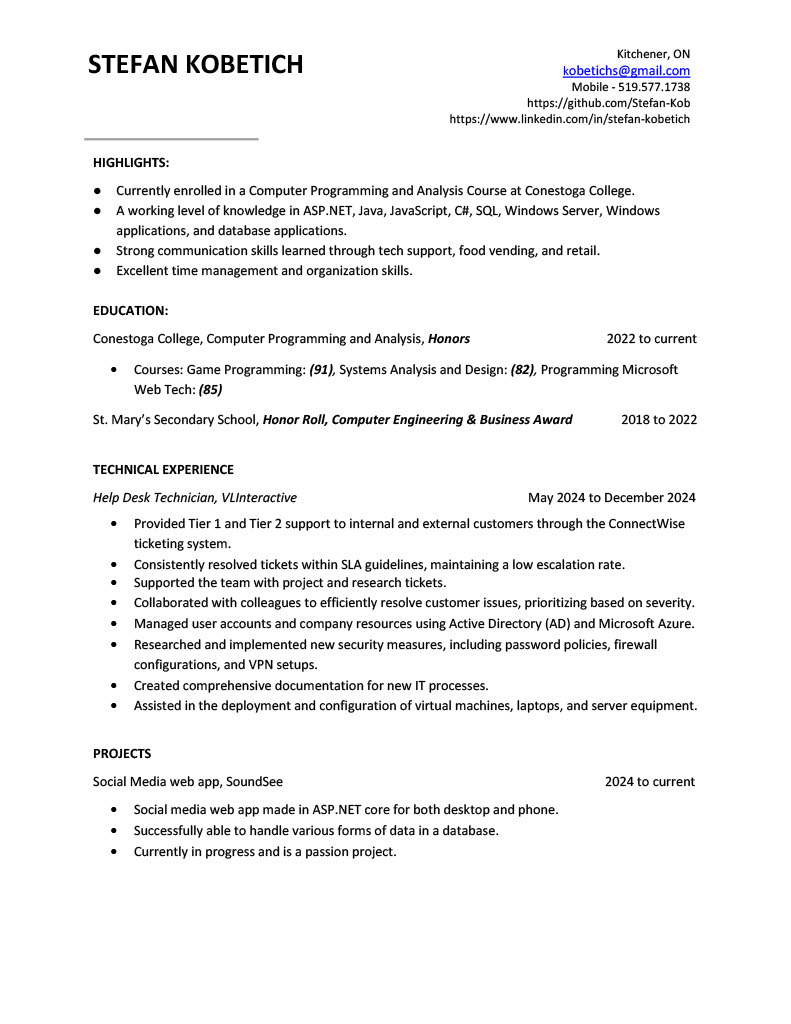 STEFAN KOBETICH
Kitchener, ON
kobetichs@gmail.com
Mobile - 519.577.1738
https://github.com/Stefan-Kob
https://www.linkedin.com/in/stefan-kobetich
HIGHLIGHTS:
● Currently enrolled in a Computer Programming and Analysis Course at Conestoga College.
● A working level of knowledge in ASP.NET, Java, JavaScript, C#, SQL, Windows Server, Windows
applications, and database applications.
● Strong communication skills learned through tech support, food vending, and retail.
● Excellent time management and organization skills.
EDUCATION:
Conestoga College, Computer Programming and Analysis, Honors 2022 to current
• Courses: Game Programming: (91), Systems Analysis and Design: (82), Programming Microsoft
Web Tech: (85)
St. Mary’s Secondary School, Honor Roll, Computer Engineering & Business Award 2018 to 2022
TECHNICAL EXPERIENCE
Help Desk Technician, VLInteractive May 2024 to December 2024
• Provided Tier 1 and Tier 2 support to internal and external customers through the ConnectWise
ticketing system.
• Consistently resolved tickets within SLA guidelines, maintaining a low escalation rate.
• Supported the team with project and research tickets.
• Collaborated with colleagues to efficiently resolve customer issues, prioritizing based on severity.
• Managed user accounts and company resources using Active Directory (AD) and Microsoft Azure.
• Researched and implemented new security measures, including password policies, firewall
configurations, and VPN setups.
• Created comprehensive documentation for new IT processes.
• Assisted in the deployment and configuration of virtual machines, laptops, and server equipment.
PROJECTS
Social Media web app, SoundSee 2024 to current
• Social media web app made in ASP.NET core for both desktop and phone.
• Successfully able to handle various forms of data in a database.
• Currently in progress and is a passion project.